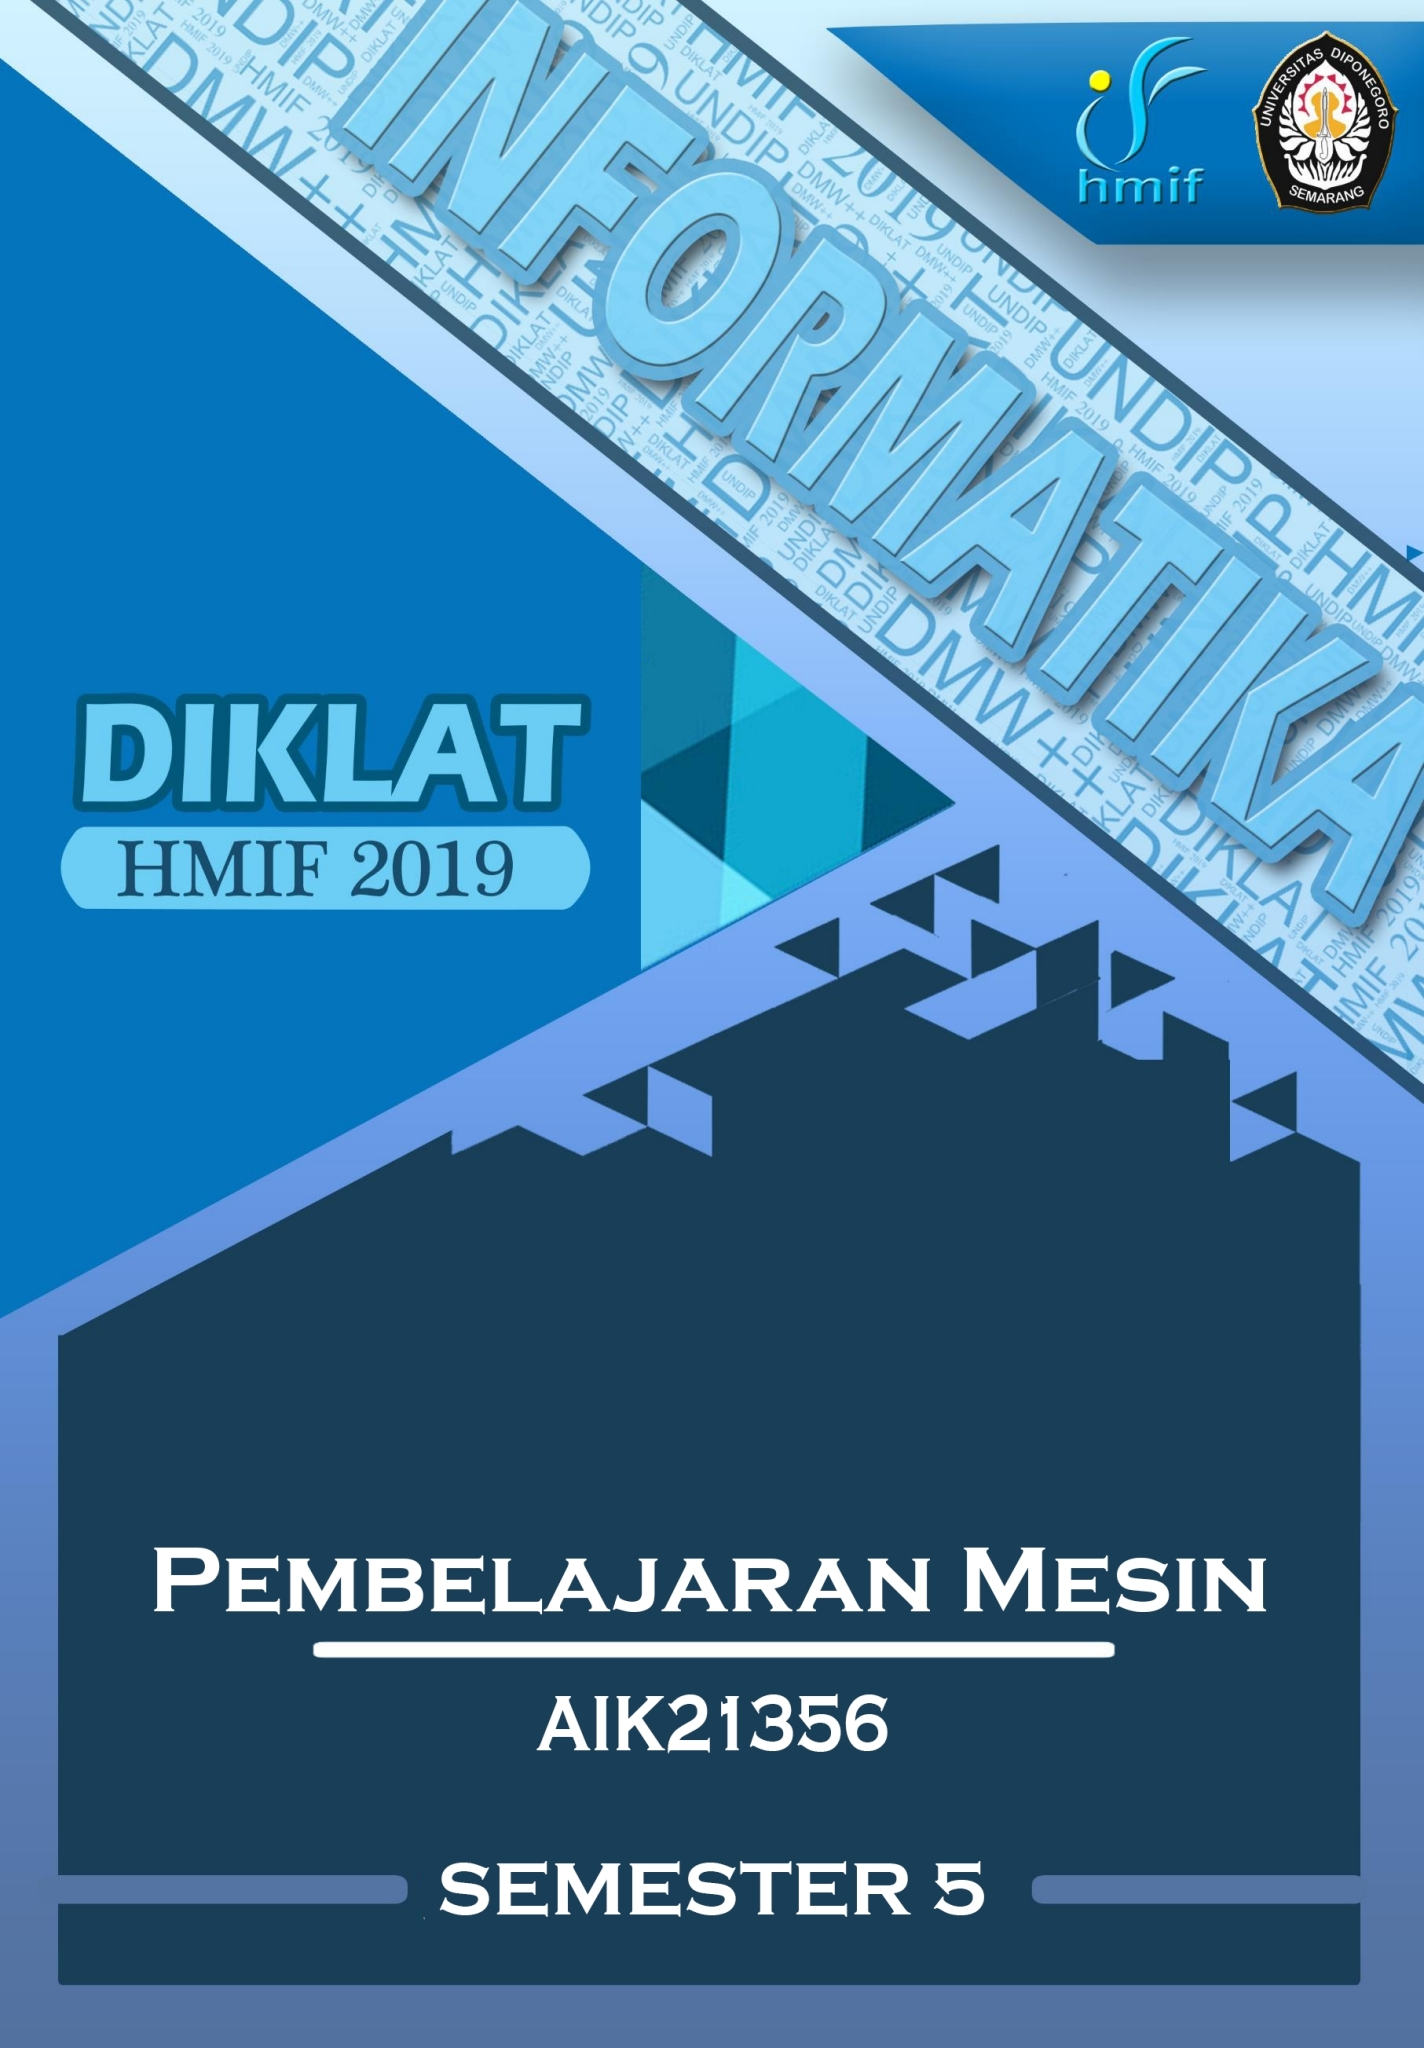 INFORMATIKA
hmif
UNIVERSITAS DIPONEGORO
SEMARANG
DIKLAT
HMIF 2019
PEMBELAJARAN MESIN
AIK21356
SEMESTER 5